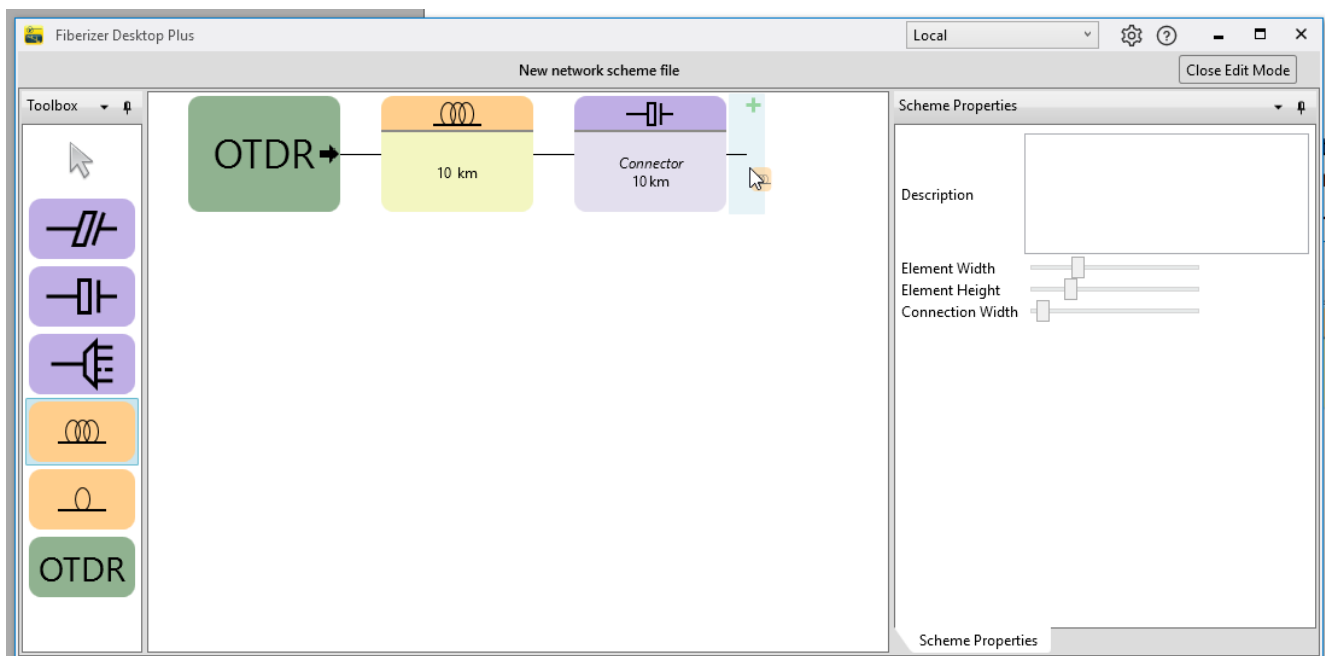 Fiberizer Desktop Plus
Local
New network scheme file
Close Edit Mode
Toolbox
OTDR
10 km
Connector
10 km
OTDR
Scheme Properties
Description
Element Width
Element Height
Connection Width
Scheme Properties